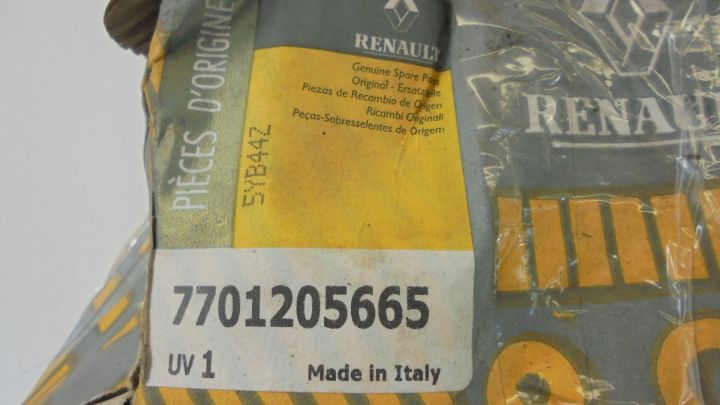 PIÈCES D'ORIGINE
RENAULT
Genuine Spare Parts
Original - Ersatzteile
Piezas de Recambio de Origen
Ricambi Originali
Peças-Sobresselentes de Origem
5YB44Z
7701205665
UV 1
Made in Italy
RENAULT